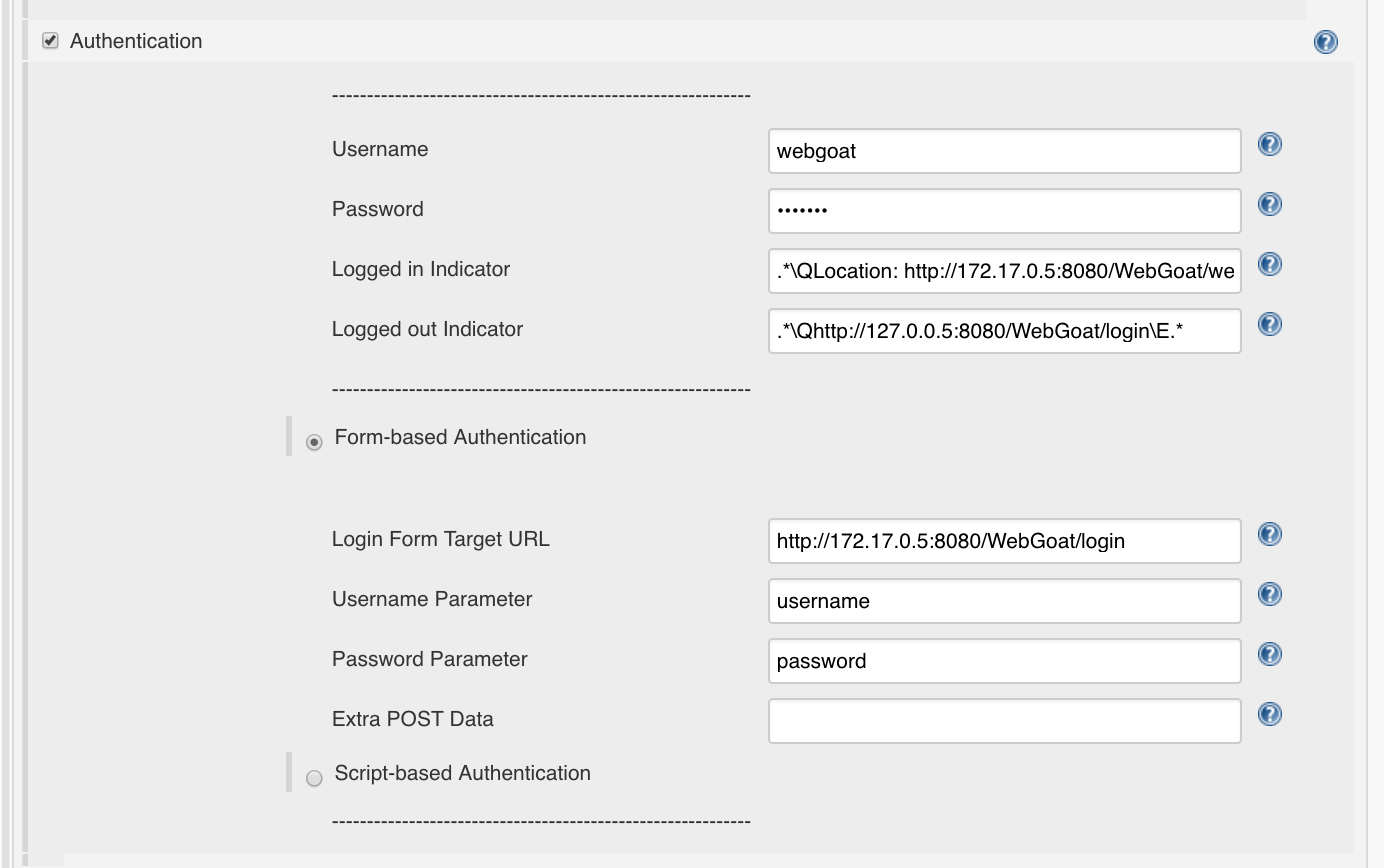 Authentication
------------------------------------------------------------
Username
webgoat
Password
•••••••
Logged in Indicator
.*\QLocation: http://172.17.0.5:8080/WebGoat/we
Logged out Indicator
.*\Qhttp://127.0.0.5:8080/WebGoat/login\E.*
------------------------------------------------------------
Form-based Authentication
Login Form Target URL
http://172.17.0.5:8080/WebGoat/login
Username Parameter
username
Password Parameter
password
Extra POST Data
Script-based Authentication
------------------------------------------------------------